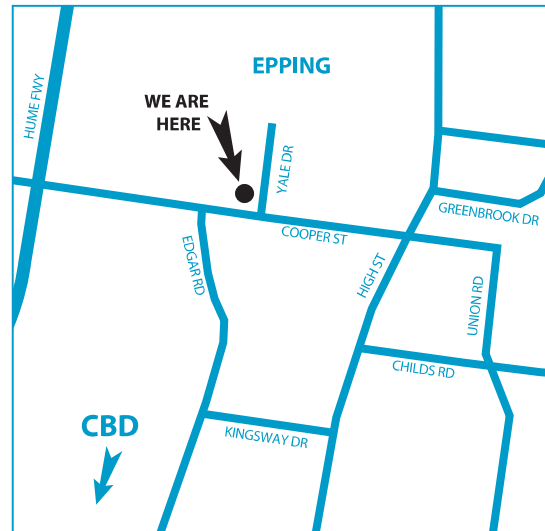 EPPING
HUME FWY
WE ARE
HERE
YALE DR
GREENBROOK DR
COOPER ST
EDGAR RD
HIGH ST
UNION RD
CHILDS RD
CBD
KINGSWAY DR